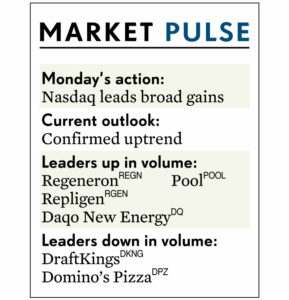 MARKET PULSE
Monday's action:
Nasdaq leads broad gains
Current outlook:
Confirmed uptrend
Leaders up in volume:
RegeneronREGN PoolPOOL
RepligenRGEN
Daqo New EnergyDQ
Leaders down in volume:
DraftKingsDKNG
Domino's PizzaDPZ